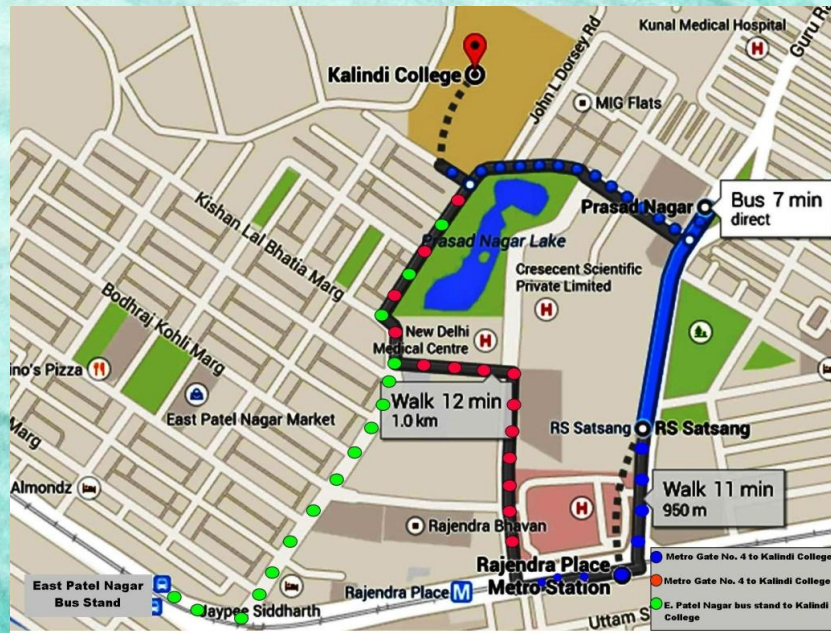 Kunal Medical Hospital
Guru R
John L Dorsey Rd
Kalindi College
MIG Flats
Prasad Nagar
Bus 7 min
direct
Kishan Lal Bhatia Marg
Prasad Nagar Lake
Cresecent Scientific
Private Limited
Bodhraj Kohli Marg
New Delhi
Medical Centre
ino's Pizza
Walk 12 min
1.0 km
East Patel Nagar Market
RS Satsang
RS Satsang
Marg
Almondz
Walk 11 min
950 m
Rajendra Bhavan
Rajendra Place
Metro Station
Metro Gate No. 4 to Kalindi College
Metro Gate No. 4 to Kalindi College
E. Patel Nagar bus stand to Kalindi
College
East Patel Nagar
Bus Stand
Rajendra Place
M
Jaypee Siddharth
Uttam S